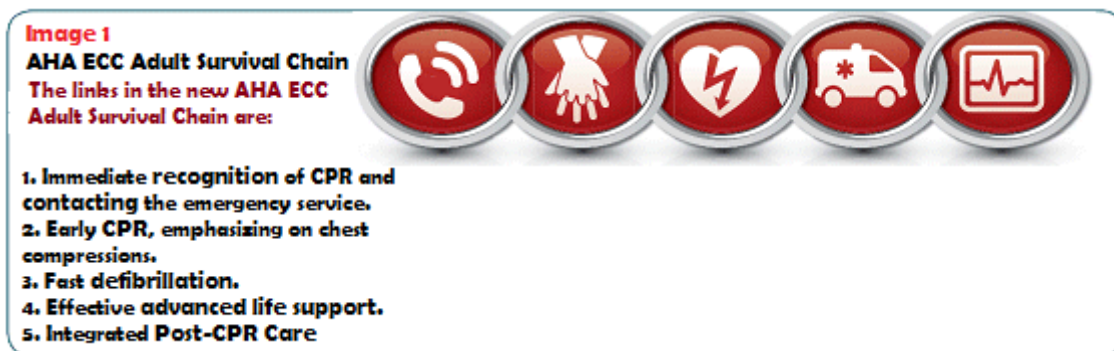 Image 1
AHA ECC Adult Survival Chain
The links in the new AHA ECC
Adult Survival Chain are:
1. Immediate recognition of CPR and
contacting the emergency service.
2. Early CPR, emphasizing on chest
compressions.
3. Fast defibrillation.
4. Effective advanced life support.
5. Integrated Post-CPR Care